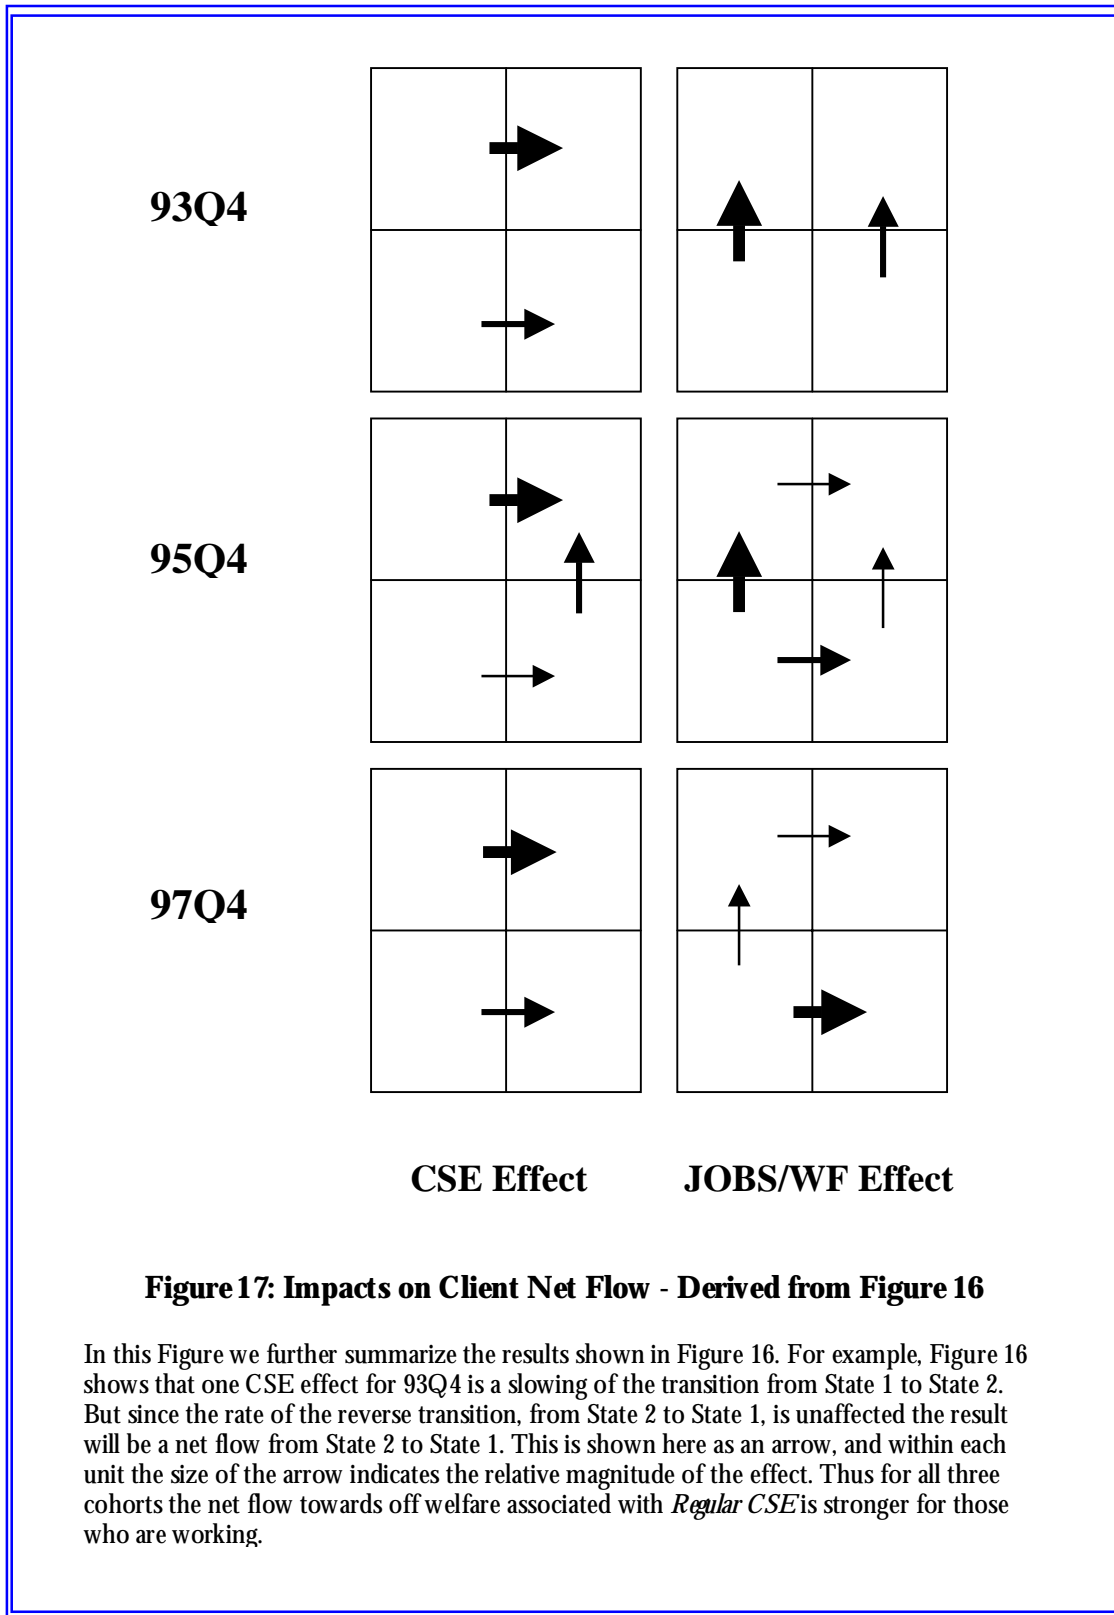 93Q4
95Q4
97Q4
CSE Effect JOBS/WF Effect
Figure 17: Impacts on Client Net Flow - Derived from Figure 16
In this Figure we further summarize the results shown in Figure 16. For example, Figure 16
shows that one CSE effect for 93Q4 is a slowing of the transition from State 1 to State 2.
But since the rate of the reverse transition, from State 2 to State 1, is unaffected the result
will be a net flow from State 2 to State 1. This is shown here as an arrow, and within each
unit the size of the arrow indicates the relative magnitude of the effect. Thus for all three
cohorts the net flow towards off welfare associated with Regular CSE is stronger for those
who are working.